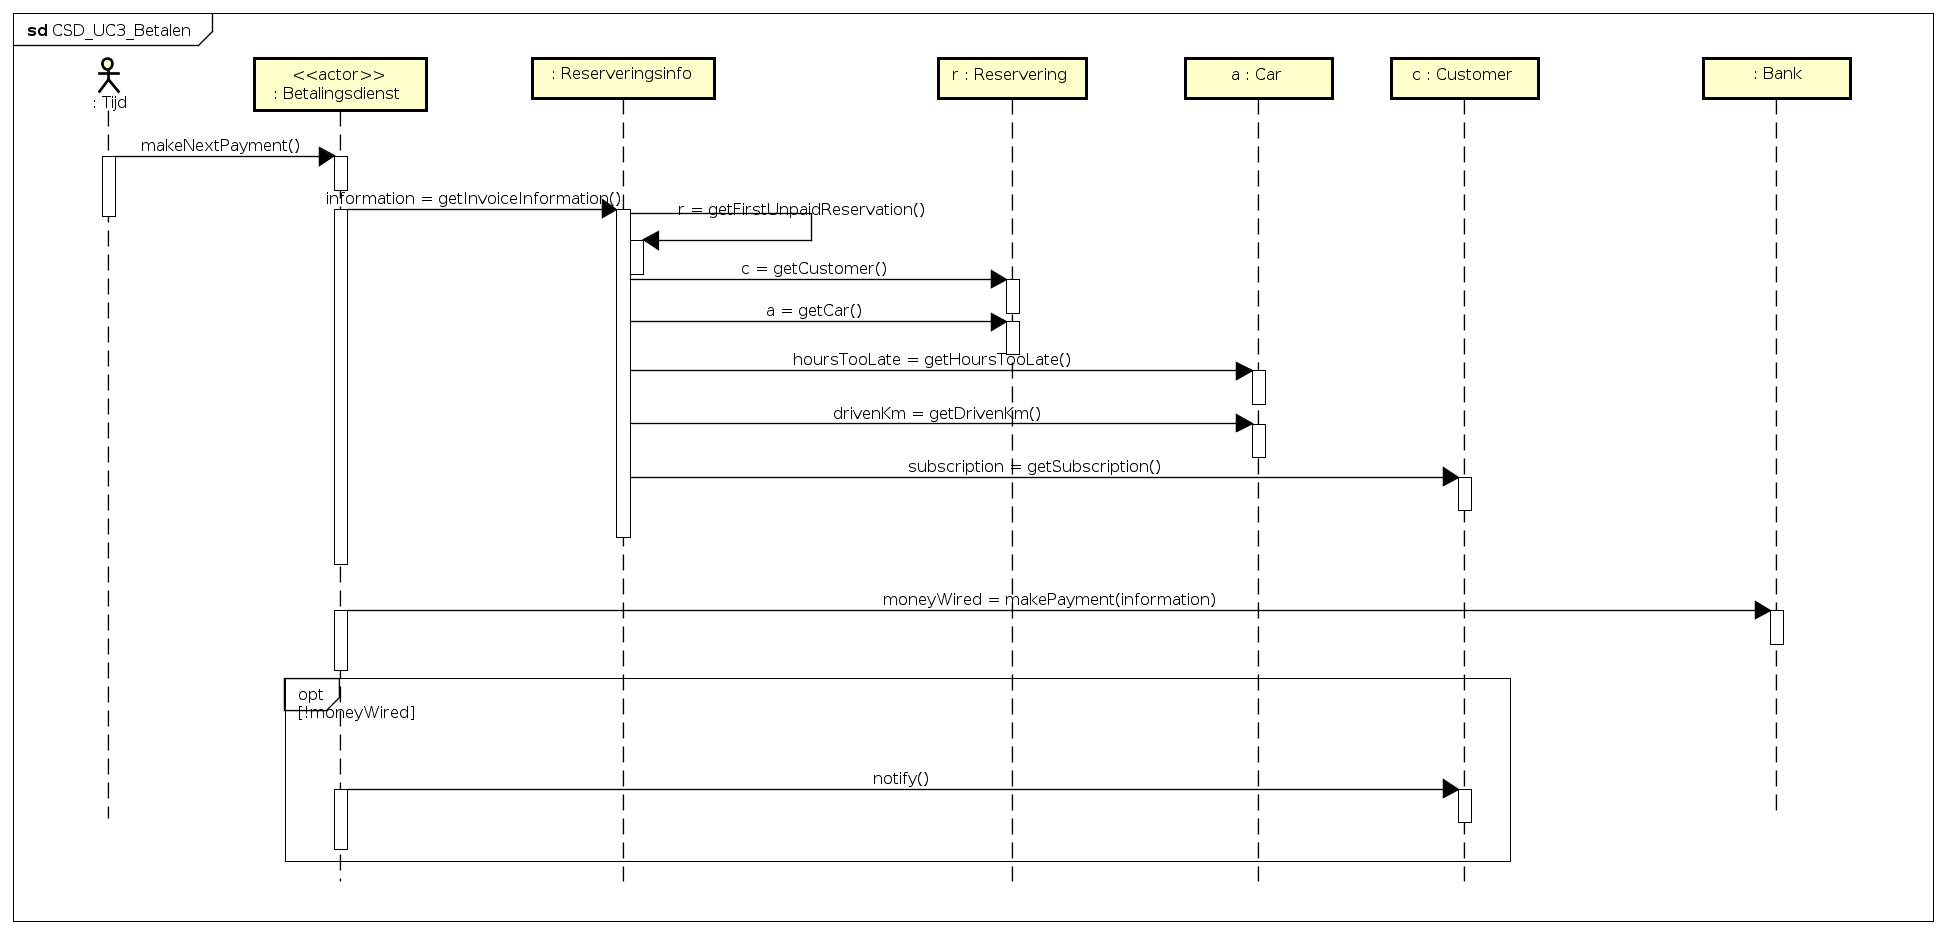 sd CSD_UC3_Betalen
: Tijd
<<actor>>
: Betalingsdienst
: Reserveringsinfo
r : Reservering
a : Car
c : Customer
: Bank
makeNextPayment()
information = getInvoiceInformation()
r = getFirstUnpaidReservation()
c = getCustomer()
a = getCar()
hoursTooLate = getHoursTooLate()
drivenKm = getDrivenKm()
subscription = getSubscription()
moneyWired = makePayment(information)
opt
[!moneyWired]
notify()